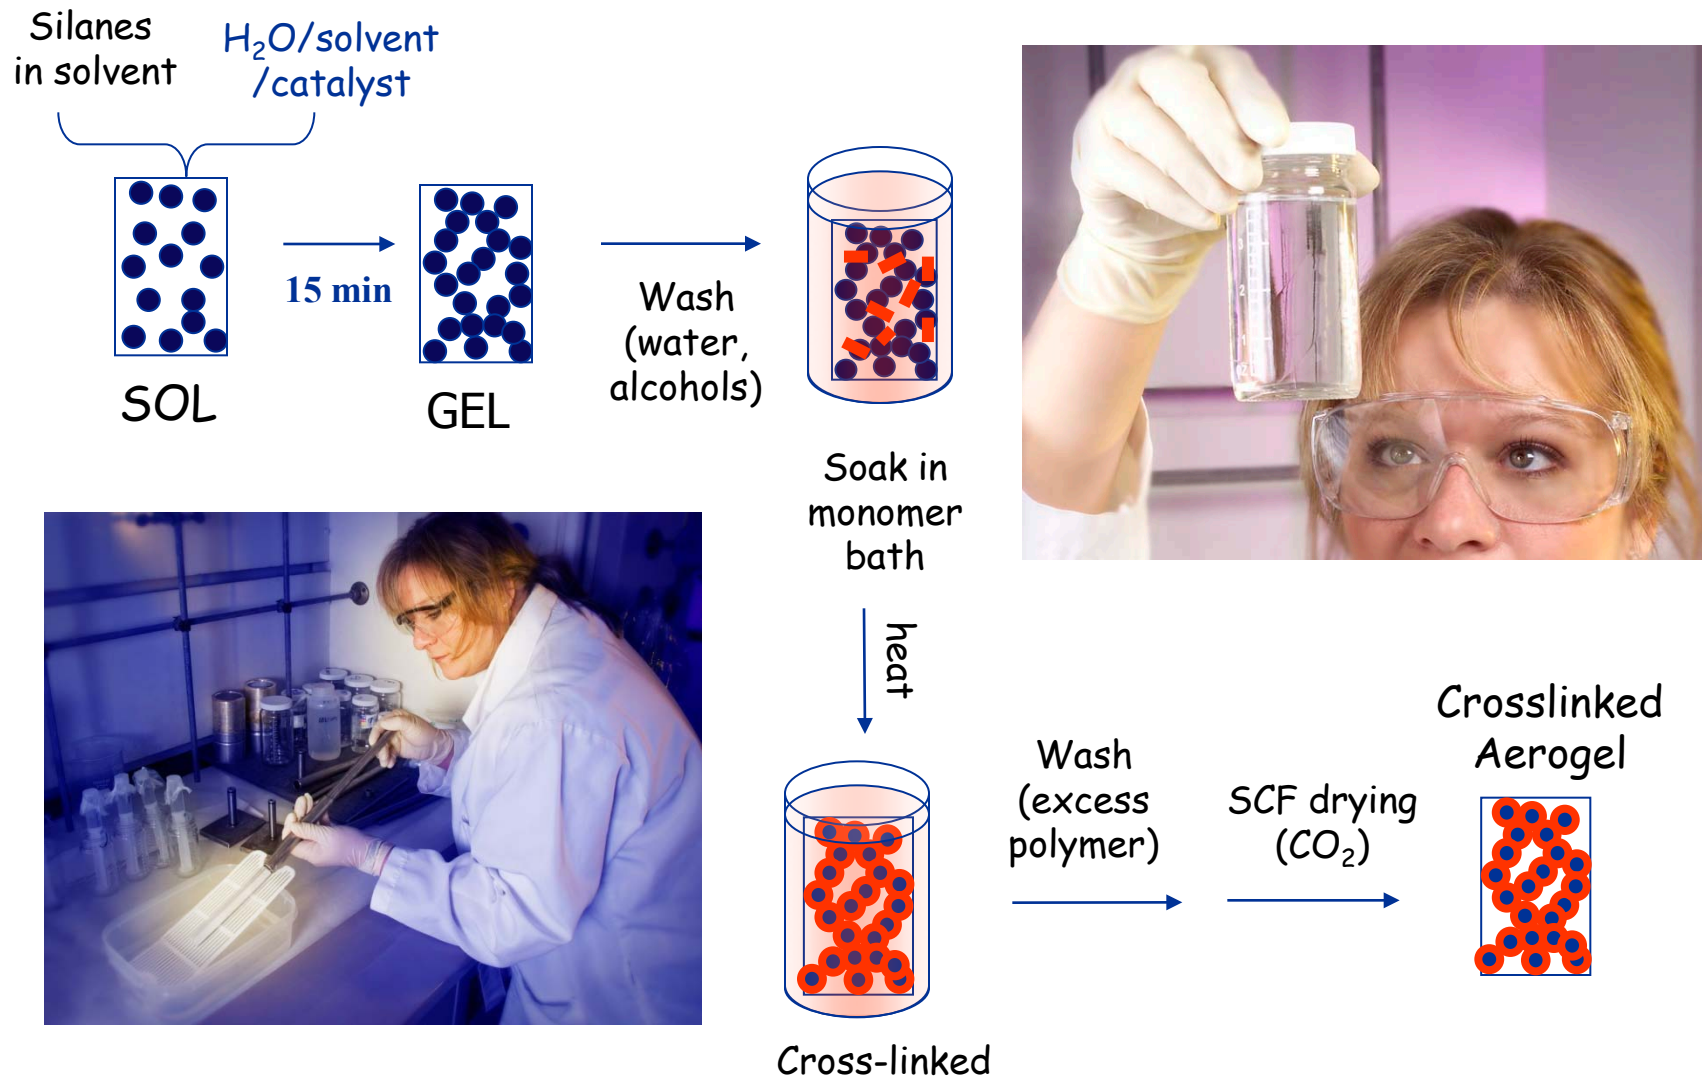 Silanes
in solvent
H₂O/solvent
/catalyst
15 min
SOL
GEL
Wash
(water,
alcohols)
Soak in
monomer
bath
heat
Cross-linked
Wash
(excess
polymer)
SCF drying
(CO₂)
Crosslinked
Aerogel